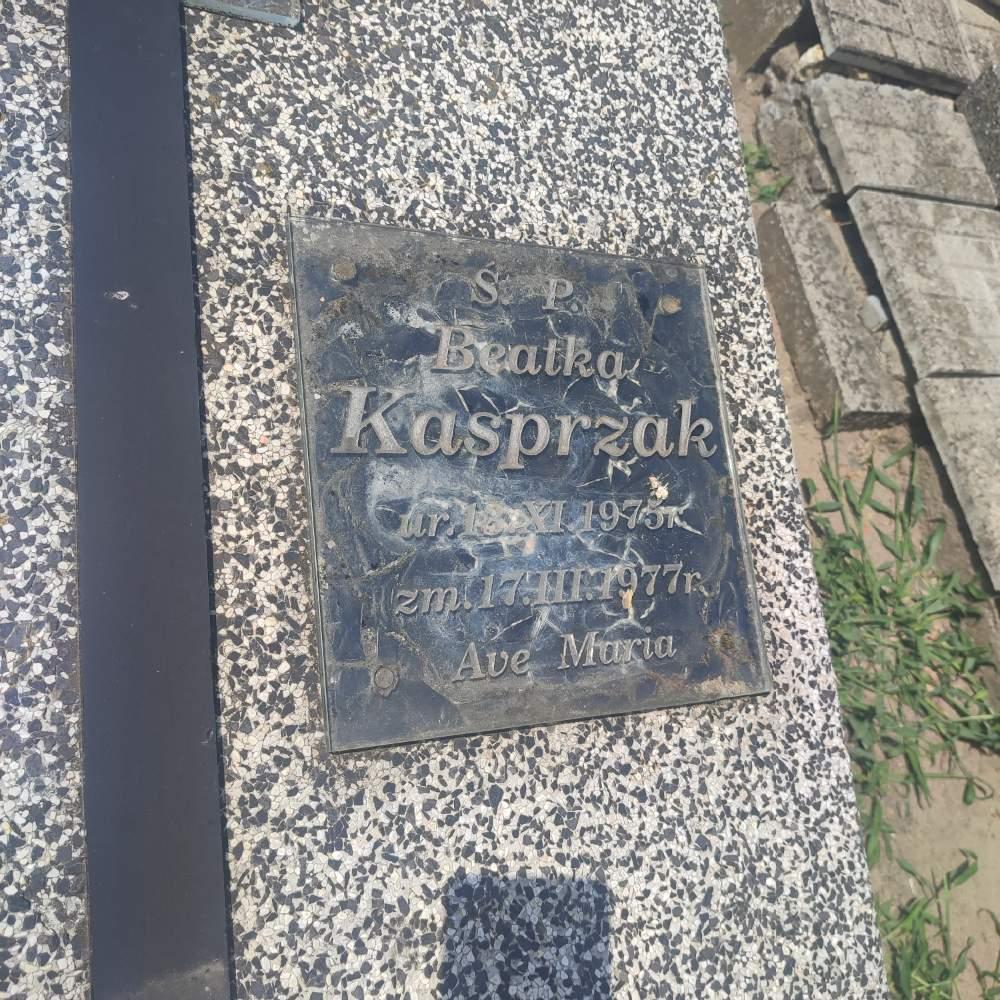 Ś. P.
Beatka
Kasprzak
ur. 18.XI.1975r.
zm.17.III.1977r.
Ave Maria